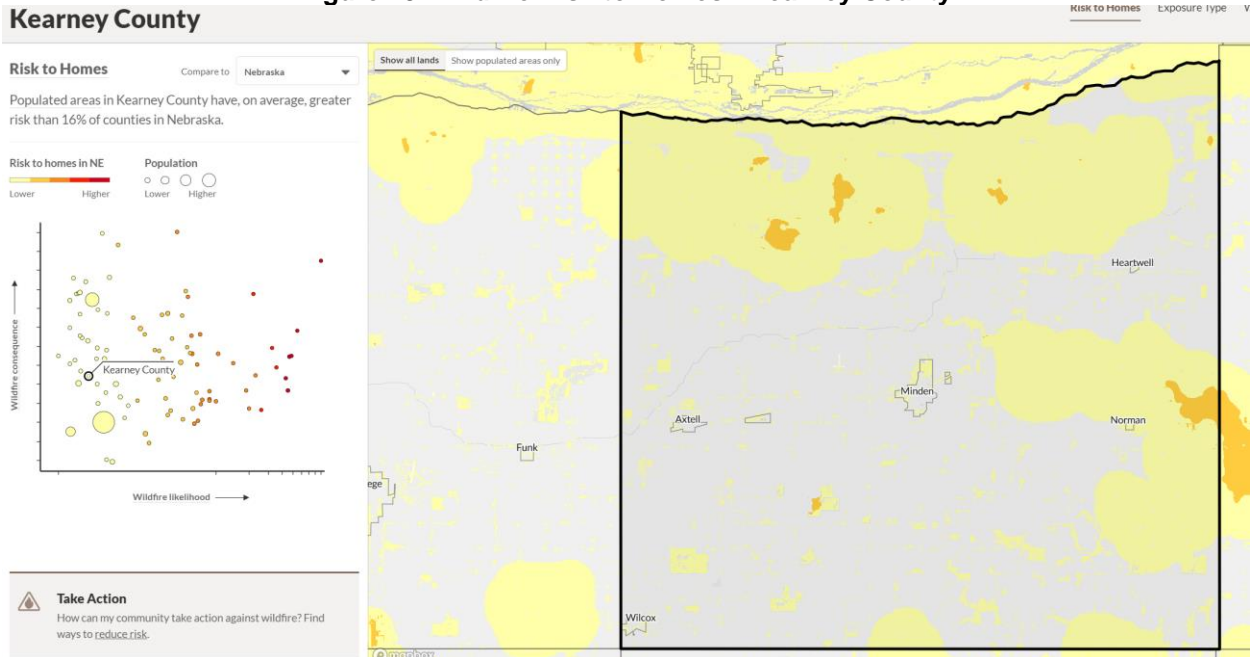 Kearney County
Risk to Homes Exposure Type
Risk to Homes
Compare to Nebraska
Populated areas in Kearney County have, on average, greater
risk than 16% of counties in Nebraska.
Risk to homes in NE
Lower Higher
Population
Lower Higher
Wildfire consequence
Kearney County
Wildfire likelihood
Take Action
How can my community take action against wildfire? Find
ways to reduce risk.
Show all lands Show populated areas only
Heartwell
Minden
Axtell
Norman
Funk
ege
Wilcox
mapbox